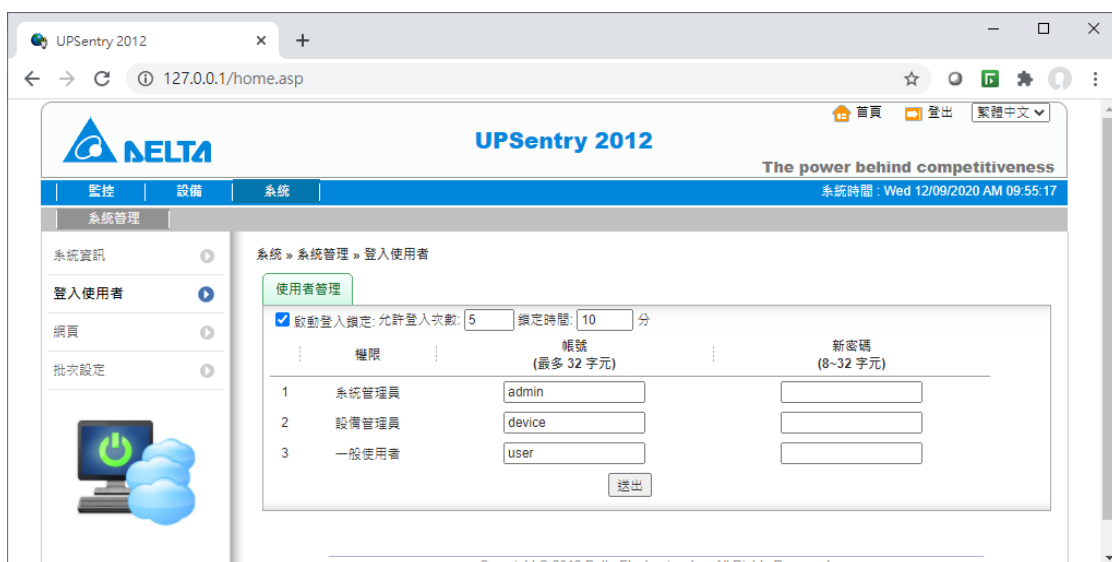 UPSentry 2012
127.0.0.1/home.asp
首頁 登出 繁體中文
DELTA
UPSentry 2012
The power behind competitiveness
監控 設備 系統 系統時間 : Wed 12/09/2020 AM 09:55:17
系統管理
系統資訊
登入使用者
網頁
批次設定
系統 » 系統管理 » 登入使用者
使用者管理
啟動登入鎖定: 允許登入次數: 5 鎖定時間: 10 分
權限 帳號 新密碼
(最多 32 字元) (8~32 字元)
1 系統管理員 admin
2 設備管理員 device
3 一般使用者 user
送出